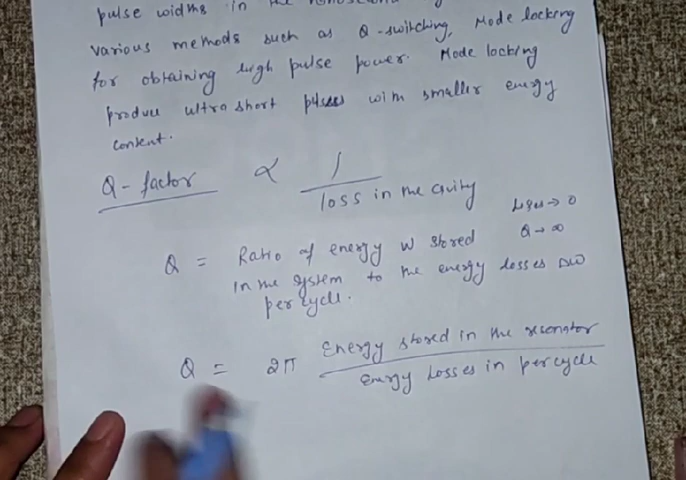 pulse widths in the
various methods such as Q-switching, Mode locking
for obtaining high pulse power. Mode locking
produce ultra short pulses with smaller energy
content.
Q-factor ∝ 1
loss in the cavity
Losses → 0
Q = Ratio of energy W stored Q → ∞
in the system to the energy losses ΔW
per cycle.
Q = 2π Energy stored in the resonator
Energy Losses in per cycle